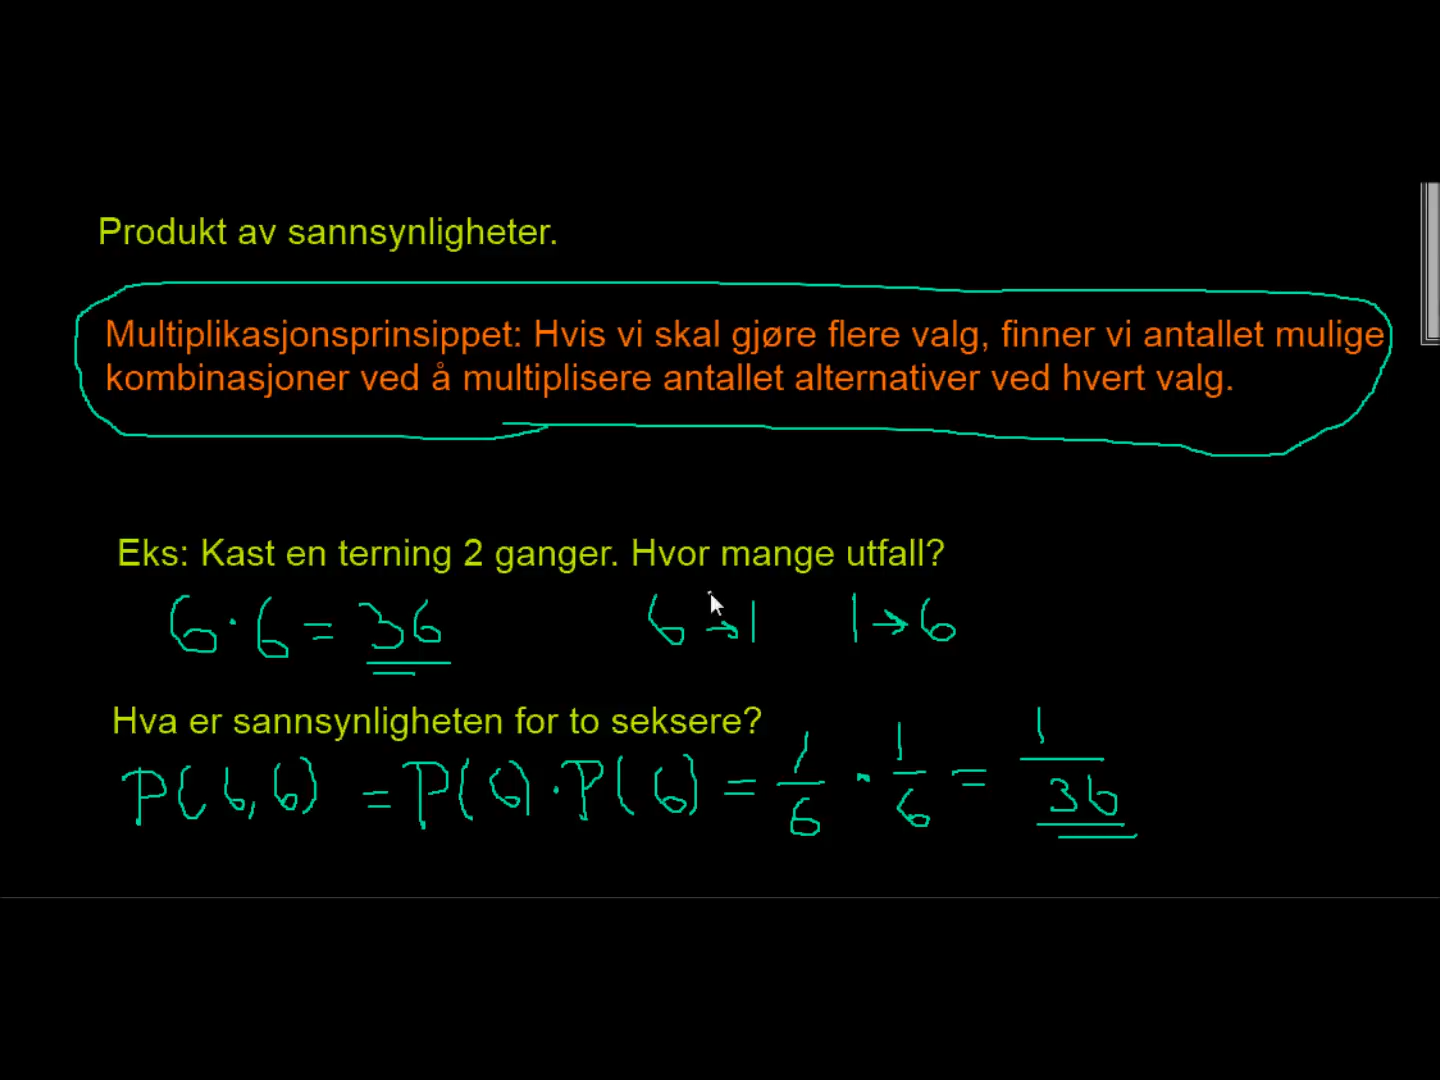 Produkt av sannsynligheter.
Multiplikasjonsprinsippet: Hvis vi skal gjøre flere valg, finner vi antallet mulige
kombinasjoner ved å multiplisere antallet alternativer ved hvert valg.
Eks: Kast en terning 2 ganger. Hvor mange utfall?
6 · 6 = 36 6 → 1 1 → 6
Hva er sannsynligheten for to seksere?
P(6,6) = P(6) · P(6) = 1/6 · 1/6 = 1/36